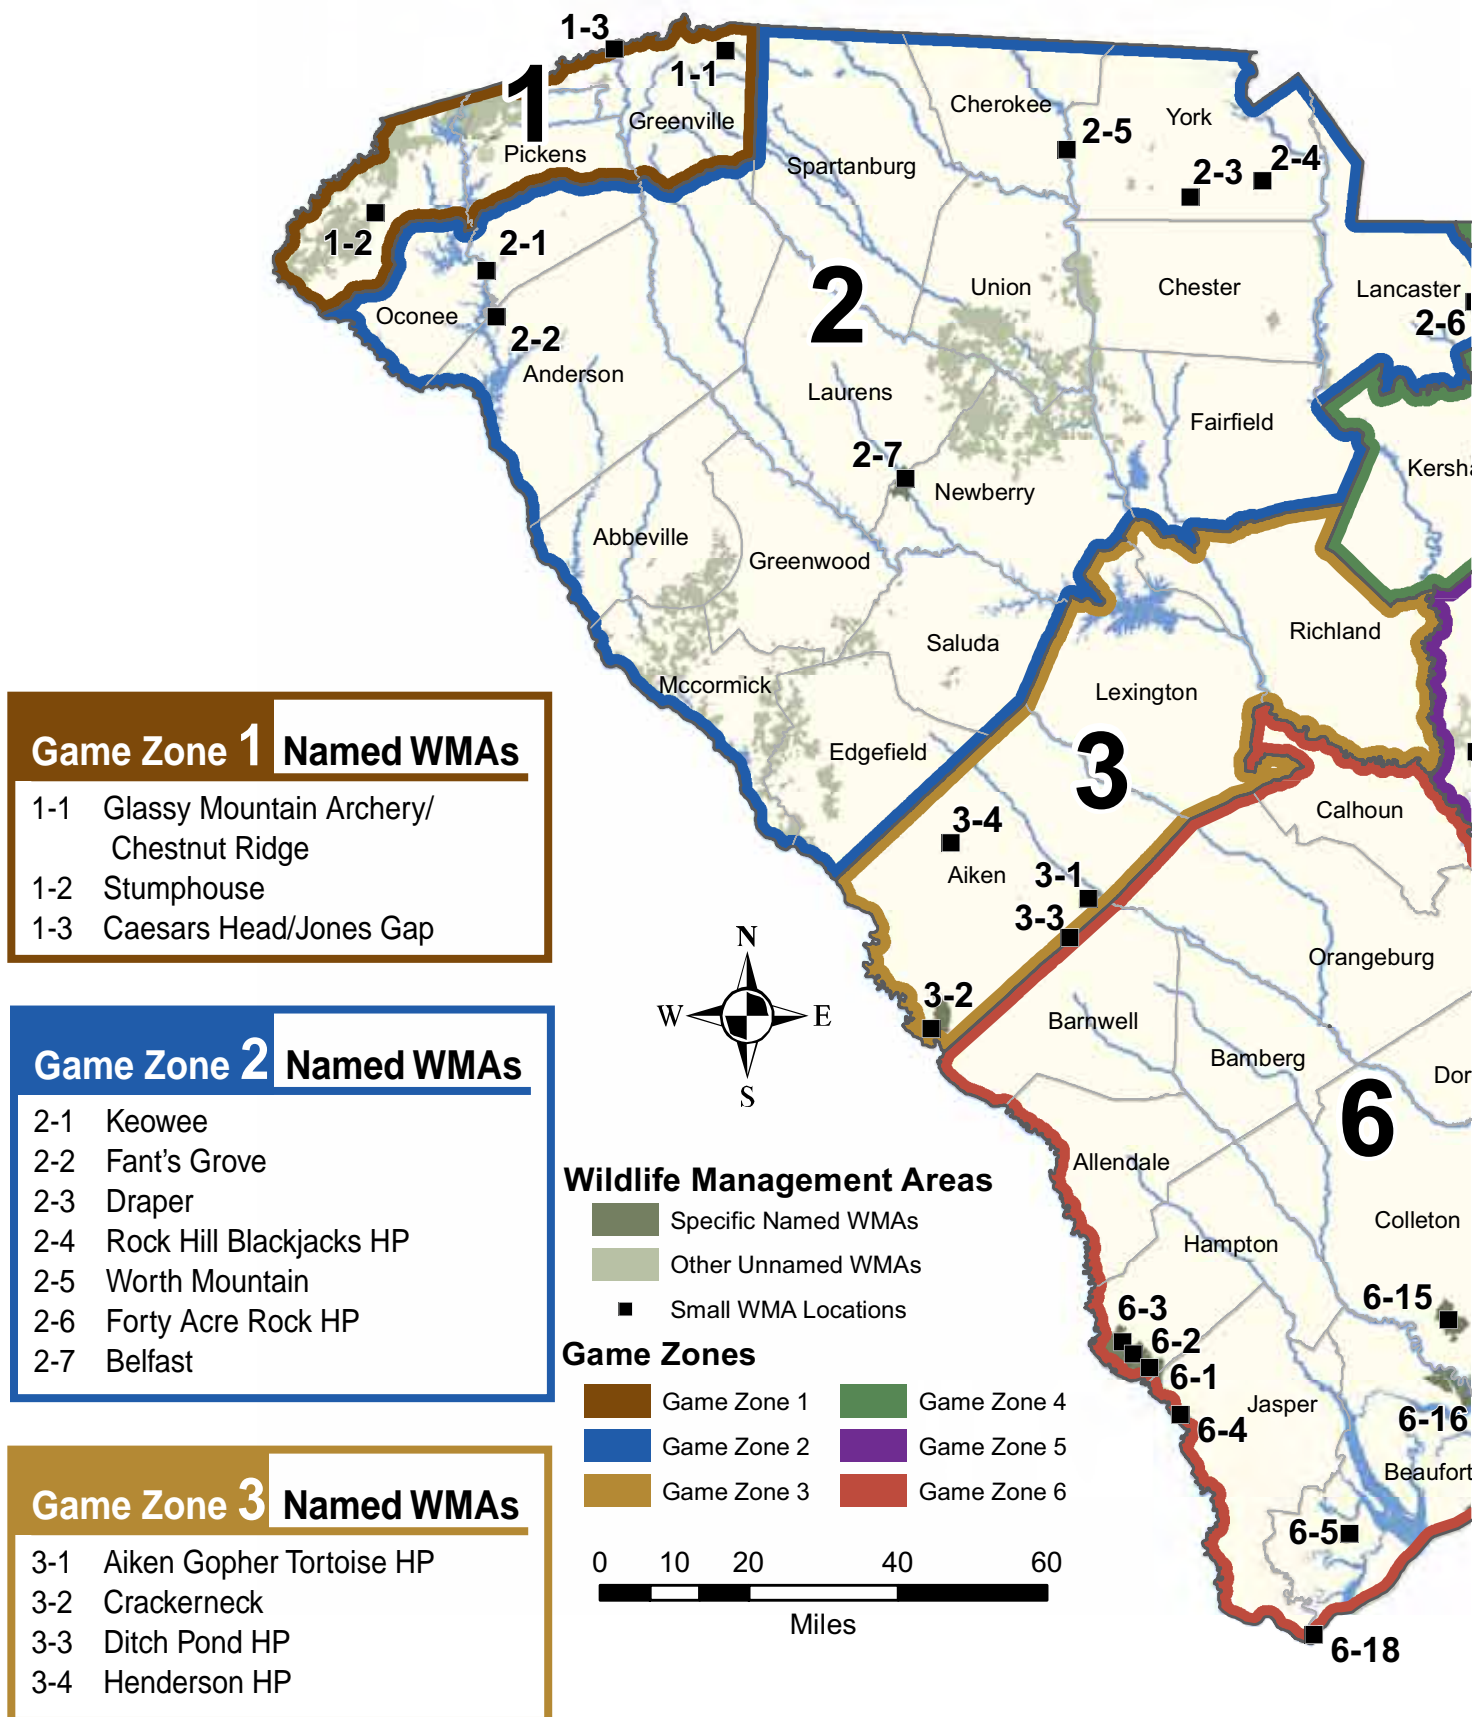 1-3
1
1-1
Greenville
Pickens
1-2
Cherokee
2-5
York
2-3
2-4
Spartanburg
2-1
Oconee
2-2
Anderson
2
Union
Chester
Lancaster
2-6
Laurens
Fairfield
2-7
Newberry
Kersha
Abbeville
Greenwood
Saluda
Richland
Mccormick
Lexington
Edgefield
3
Calhoun
3-4
Aiken
3-1
3-3
Orangeburg
3-2
Barnwell
Bamberg
Dor
6
Allendale
Hampton
Colleton
6-15
6-3
6-2
6-1
Jasper
6-4
6-16
Beaufort
6-5
6-18
Game Zone 1 Named WMAs
1-1 Glassy Mountain Archery/
Chestnut Ridge
1-2 Stumphouse
1-3 Caesars Head/Jones Gap
Game Zone 2 Named WMAs
2-1 Keowee
2-2 Fant's Grove
2-3 Draper
2-4 Rock Hill Blackjacks HP
2-5 Worth Mountain
2-6 Forty Acre Rock HP
2-7 Belfast
Game Zone 3 Named WMAs
3-1 Aiken Gopher Tortoise HP
3-2 Crackerneck
3-3 Ditch Pond HP
3-4 Henderson HP
N
W E
S
Wildlife Management Areas
Specific Named WMAs
Other Unnamed WMAs
Small WMA Locations
Game Zones
Game Zone 1 Game Zone 4
Game Zone 2 Game Zone 5
Game Zone 3 Game Zone 6
0 10 20 40 60
Miles